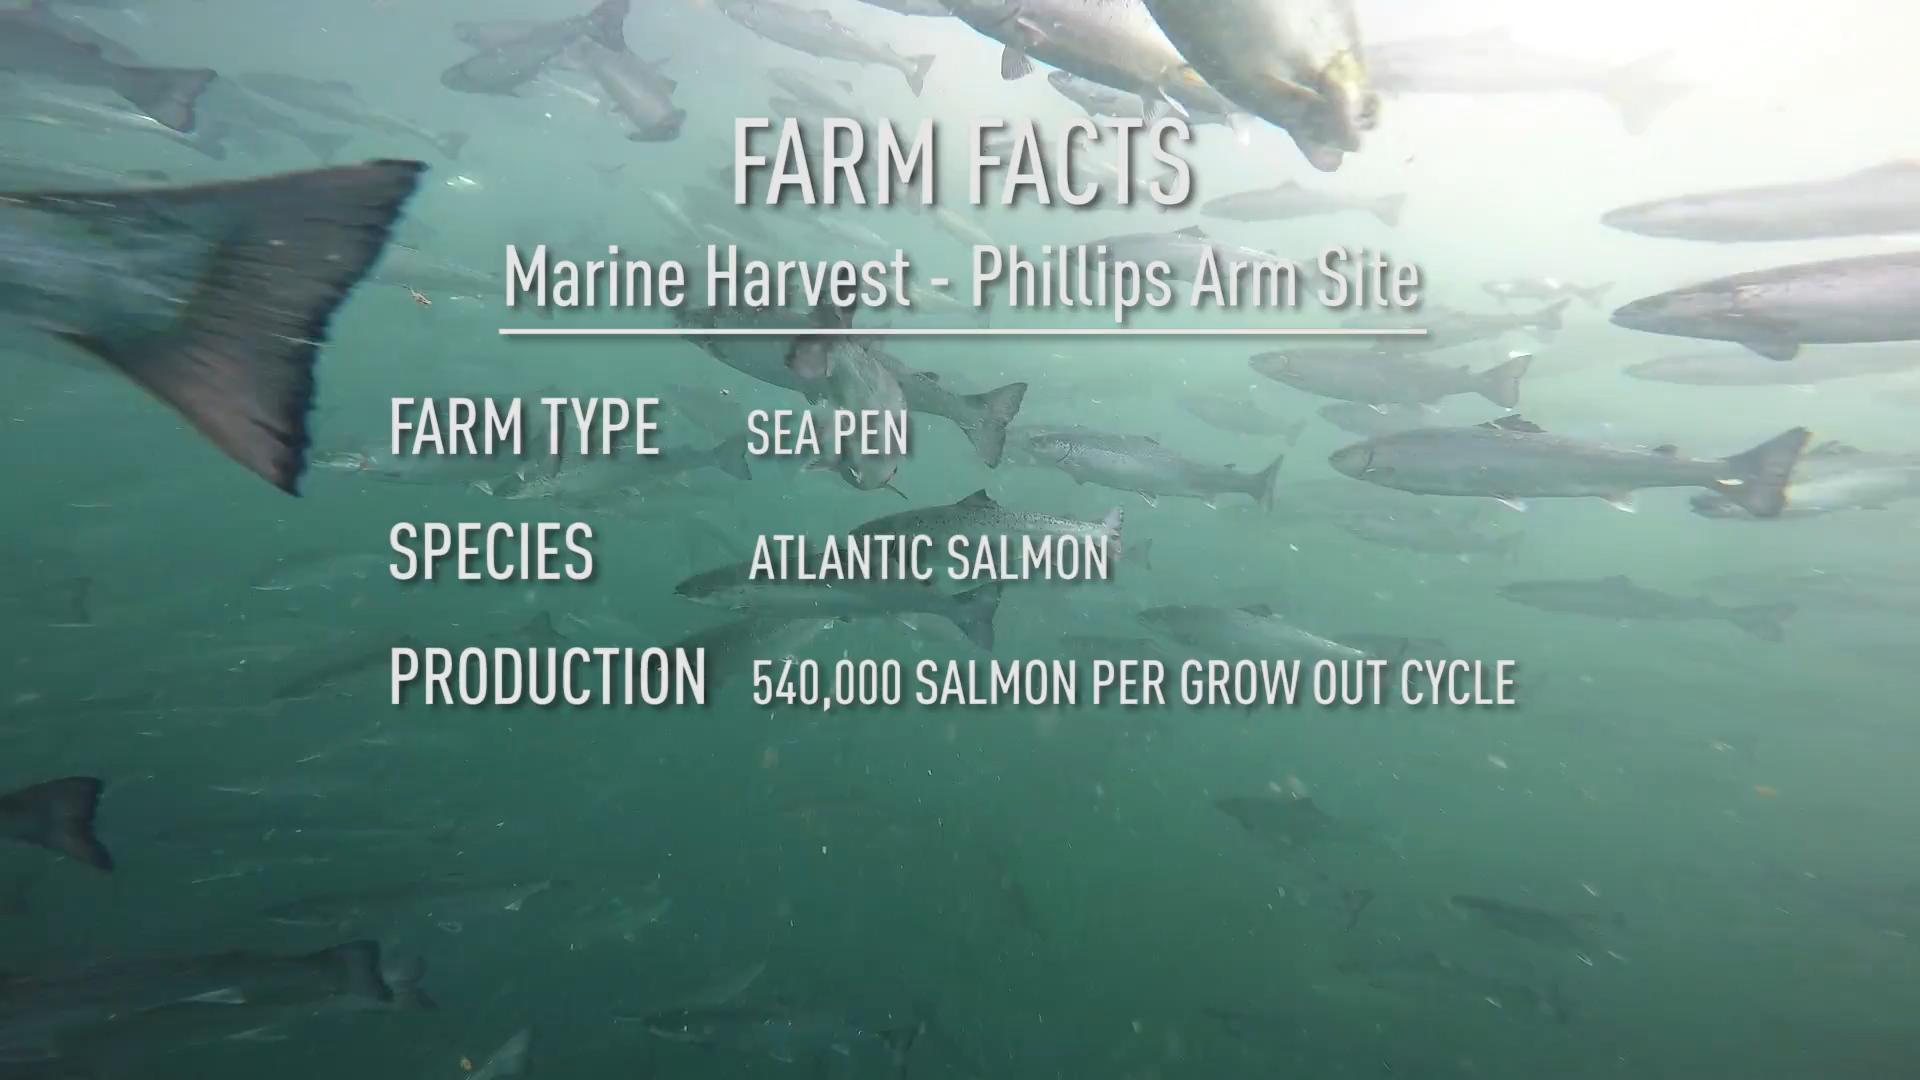 FARM FACTS
Marine Harvest - Phillips Arm Site
FARM TYPE SEA PEN
SPECIES ATLANTIC SALMON
PRODUCTION 540,000 SALMON PER GROW OUT CYCLE